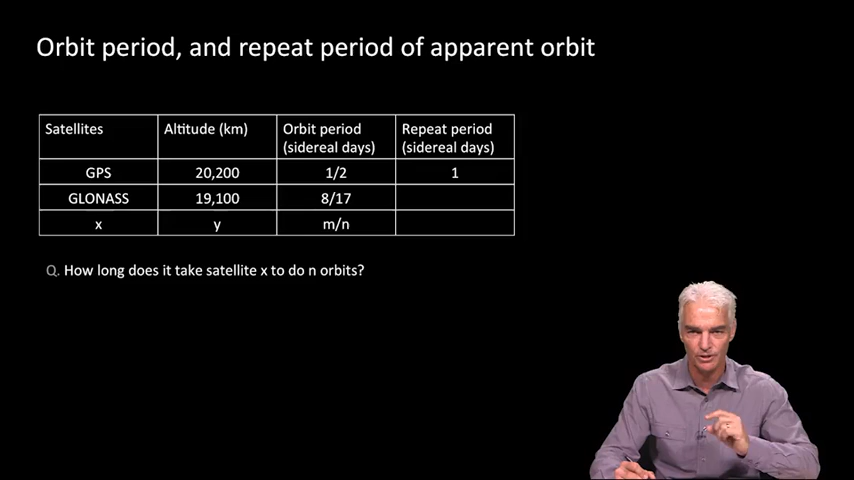 Orbit period, and repeat period of apparent orbit
Satellites Altitude (km) Orbit period (sidereal days) Repeat period (sidereal days)
GPS 20,200 1/2 1
GLONASS 19,100 8/17
x y m/n
Q. How long does it take satellite x to do n orbits?